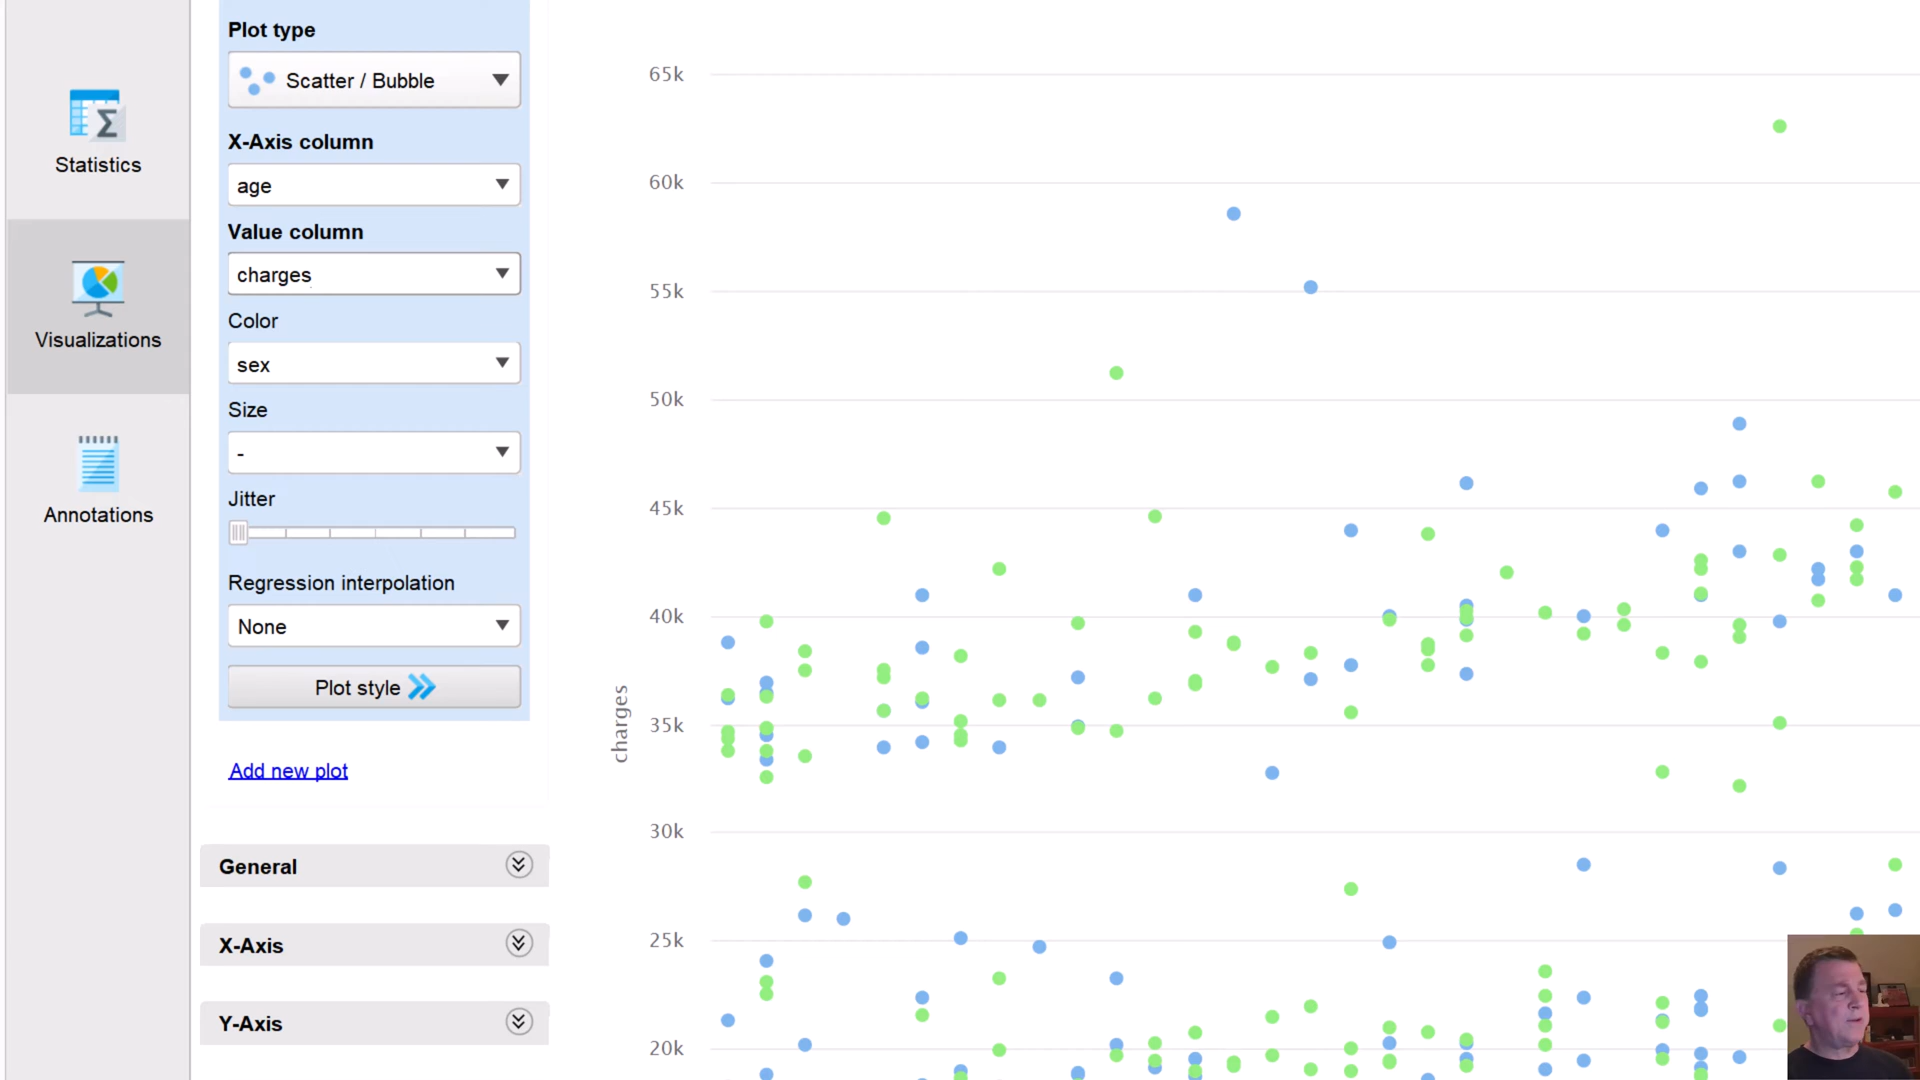 Plot type
Scatter / Bubble
X-Axis column
age
Value column
charges
Color
sex
Size
-
Jitter
Regression interpolation
None
Plot style
Add new plot
General
X-Axis
Y-Axis
Statistics
Visualizations
Annotations
65k
60k
55k
50k
45k
40k
35k
30k
25k
20k
charges